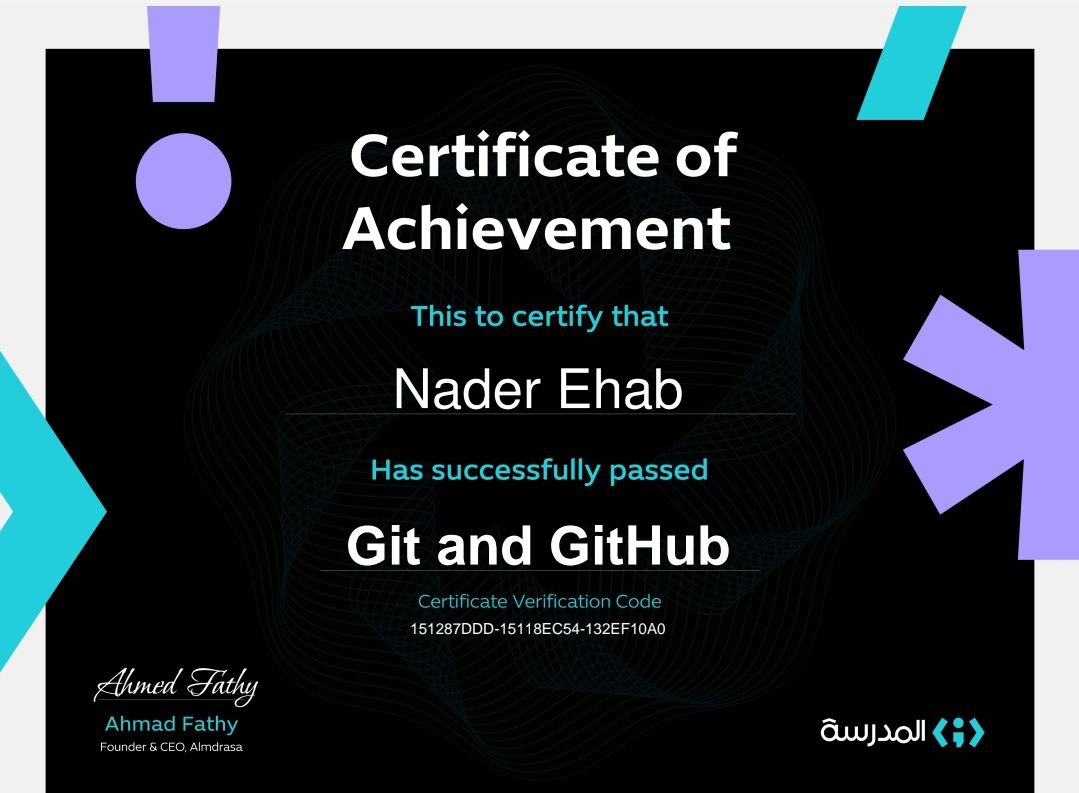 Certificate of
Achievement
This to certify that
Nader Ehab
Has successfully passed
Git and GitHub
Certificate Verification Code
151287DDD-15118EC54-132EF10A0
Ahmed Fathy
Ahmad Fathy
Founder & CEO, Almdrasa
المدرسة